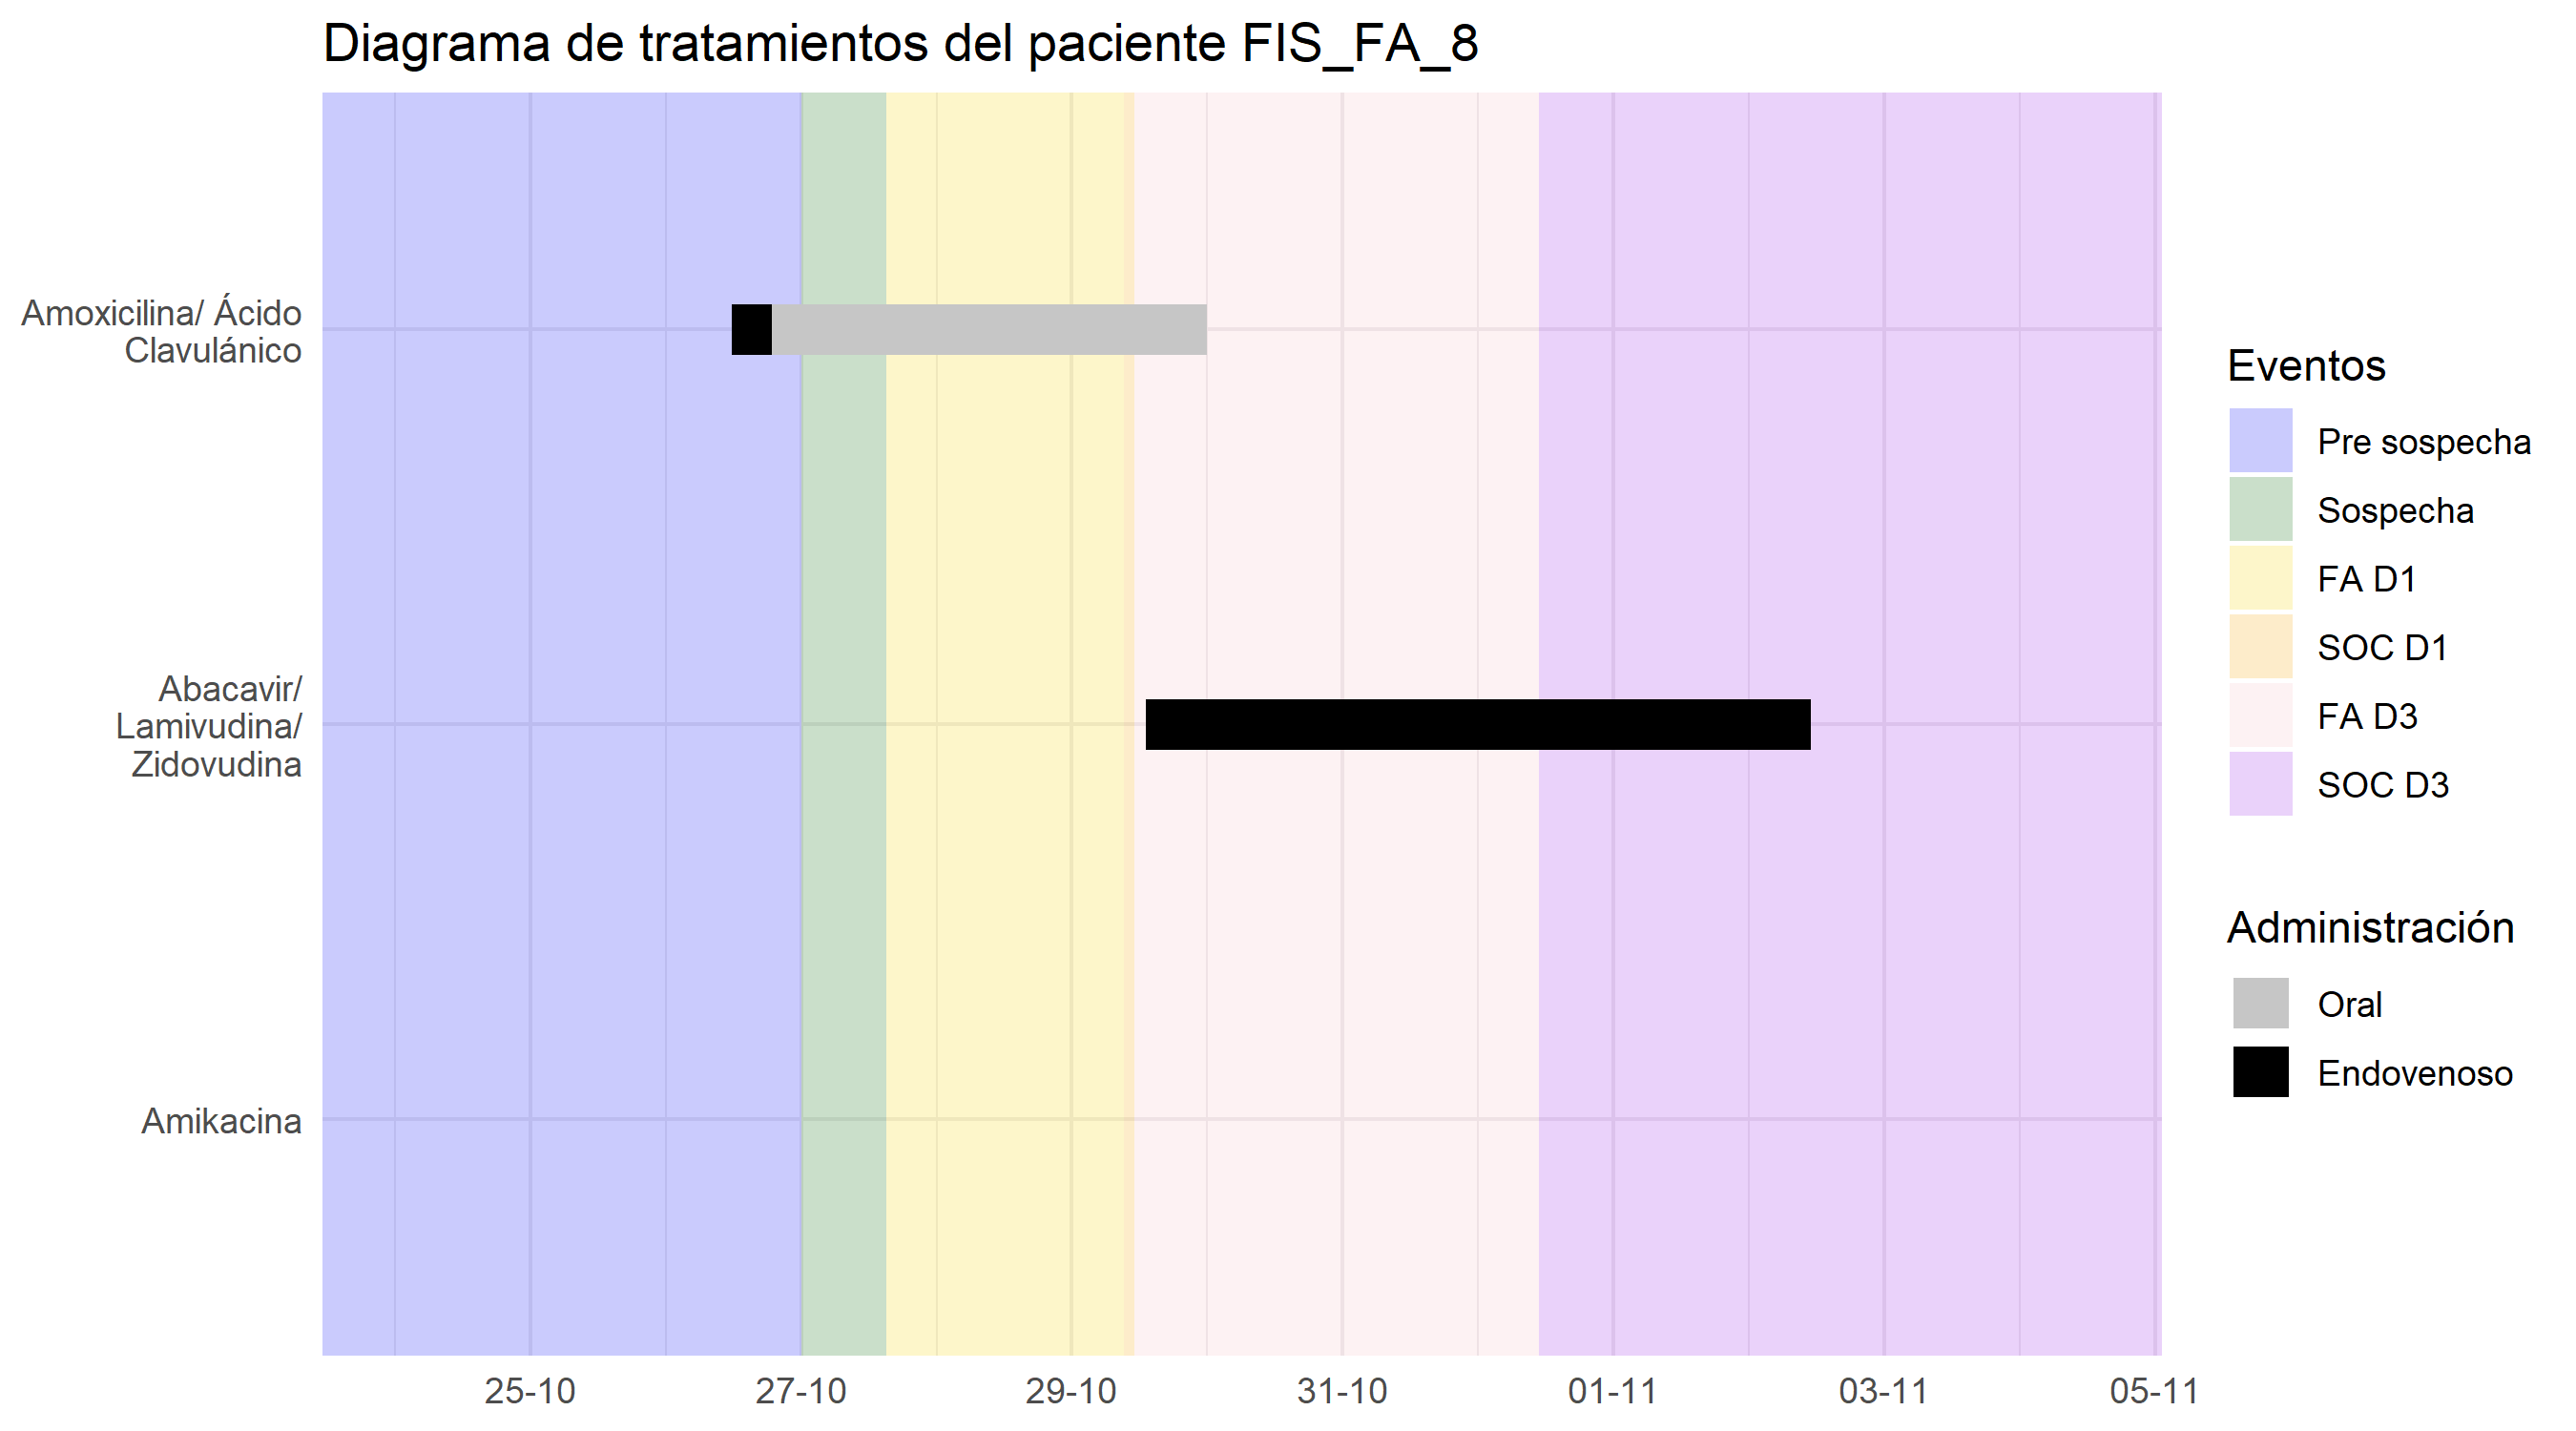 Diagrama de tratamientos del paciente FIS_FA_8
Amoxicilina/ Ácido
Clavulánico
Abacavir/
Lamivudina/
Zidovudina
Amikacina
25-10
27-10
29-10
31-10
01-11
03-11
05-11
Eventos
Pre sospecha
Sospecha
FA D1
SOC D1
FA D3
SOC D3
Administración
Oral
Endovenoso